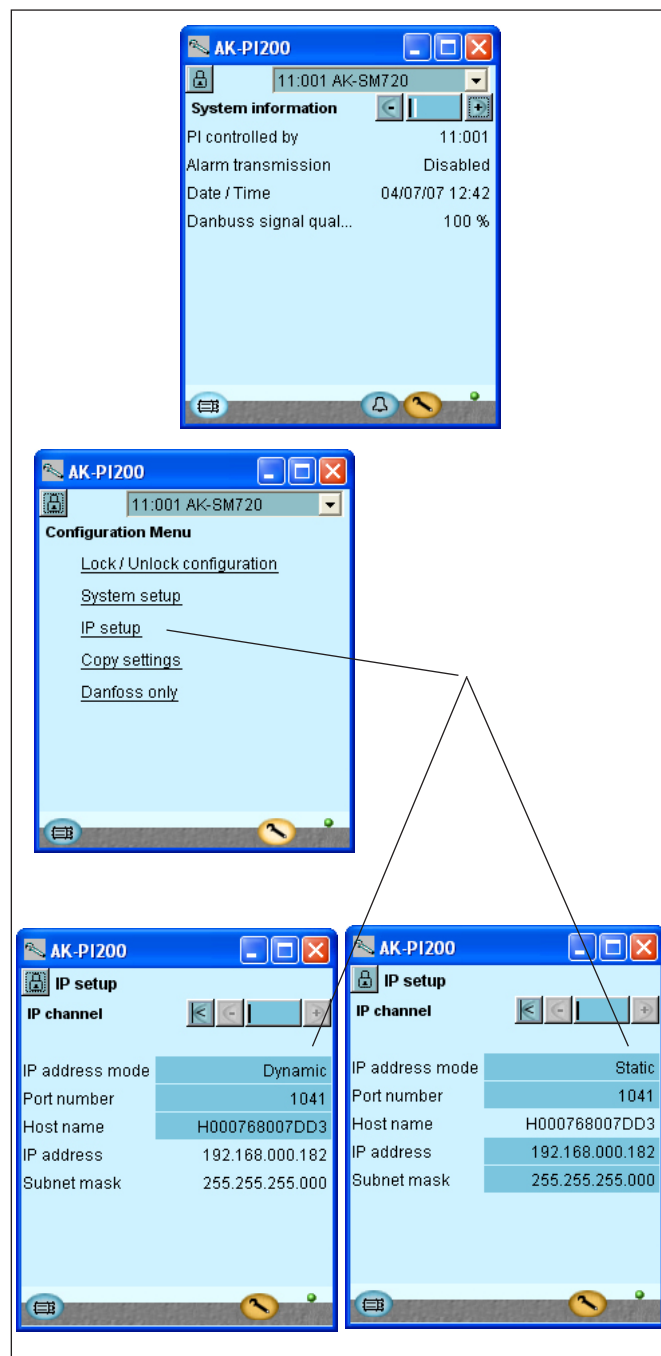 AK-PI200
11:001 AK-SM720
System information
PI controlled by 11:001
Alarm transmission Disabled
Date / Time 04/07/07 12:42
Danbuss signal qual... 100 %
AK-PI200
11:001 AK-SM720
Configuration Menu
Lock / Unlock configuration
System setup
IP setup
Copy settings
Danfoss only
AK-PI200
IP setup
IP channel
IP address mode Dynamic
Port number 1041
Host name H000768007DD3
IP address 192.168.000.182
Subnet mask 255.255.255.000
AK-PI200
IP setup
IP channel
IP address mode Static
Port number 1041
Host name H000768007DD3
IP address 192.168.000.182
Subnet mask 255.255.255.000